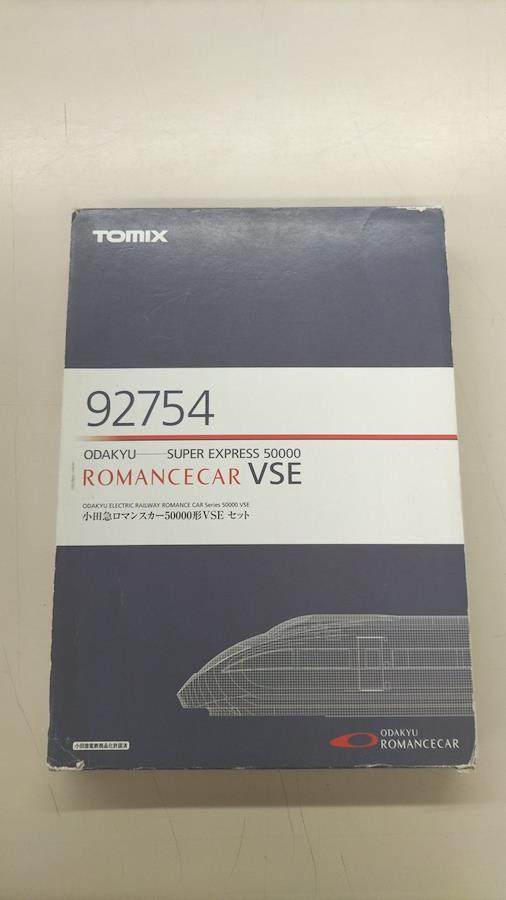 TOMIX
92754
ODAKYU──SUPER EXPRESS 50000
ROMANCECAR VSE
ODAKYU ELECTRIC RAILWAY ROMANCE CAR Series 50000 VSE
小田急ロマンスカー50000形VSE セット
小田急電鉄商品化許諾済
ODAKYU
ROMANCECAR